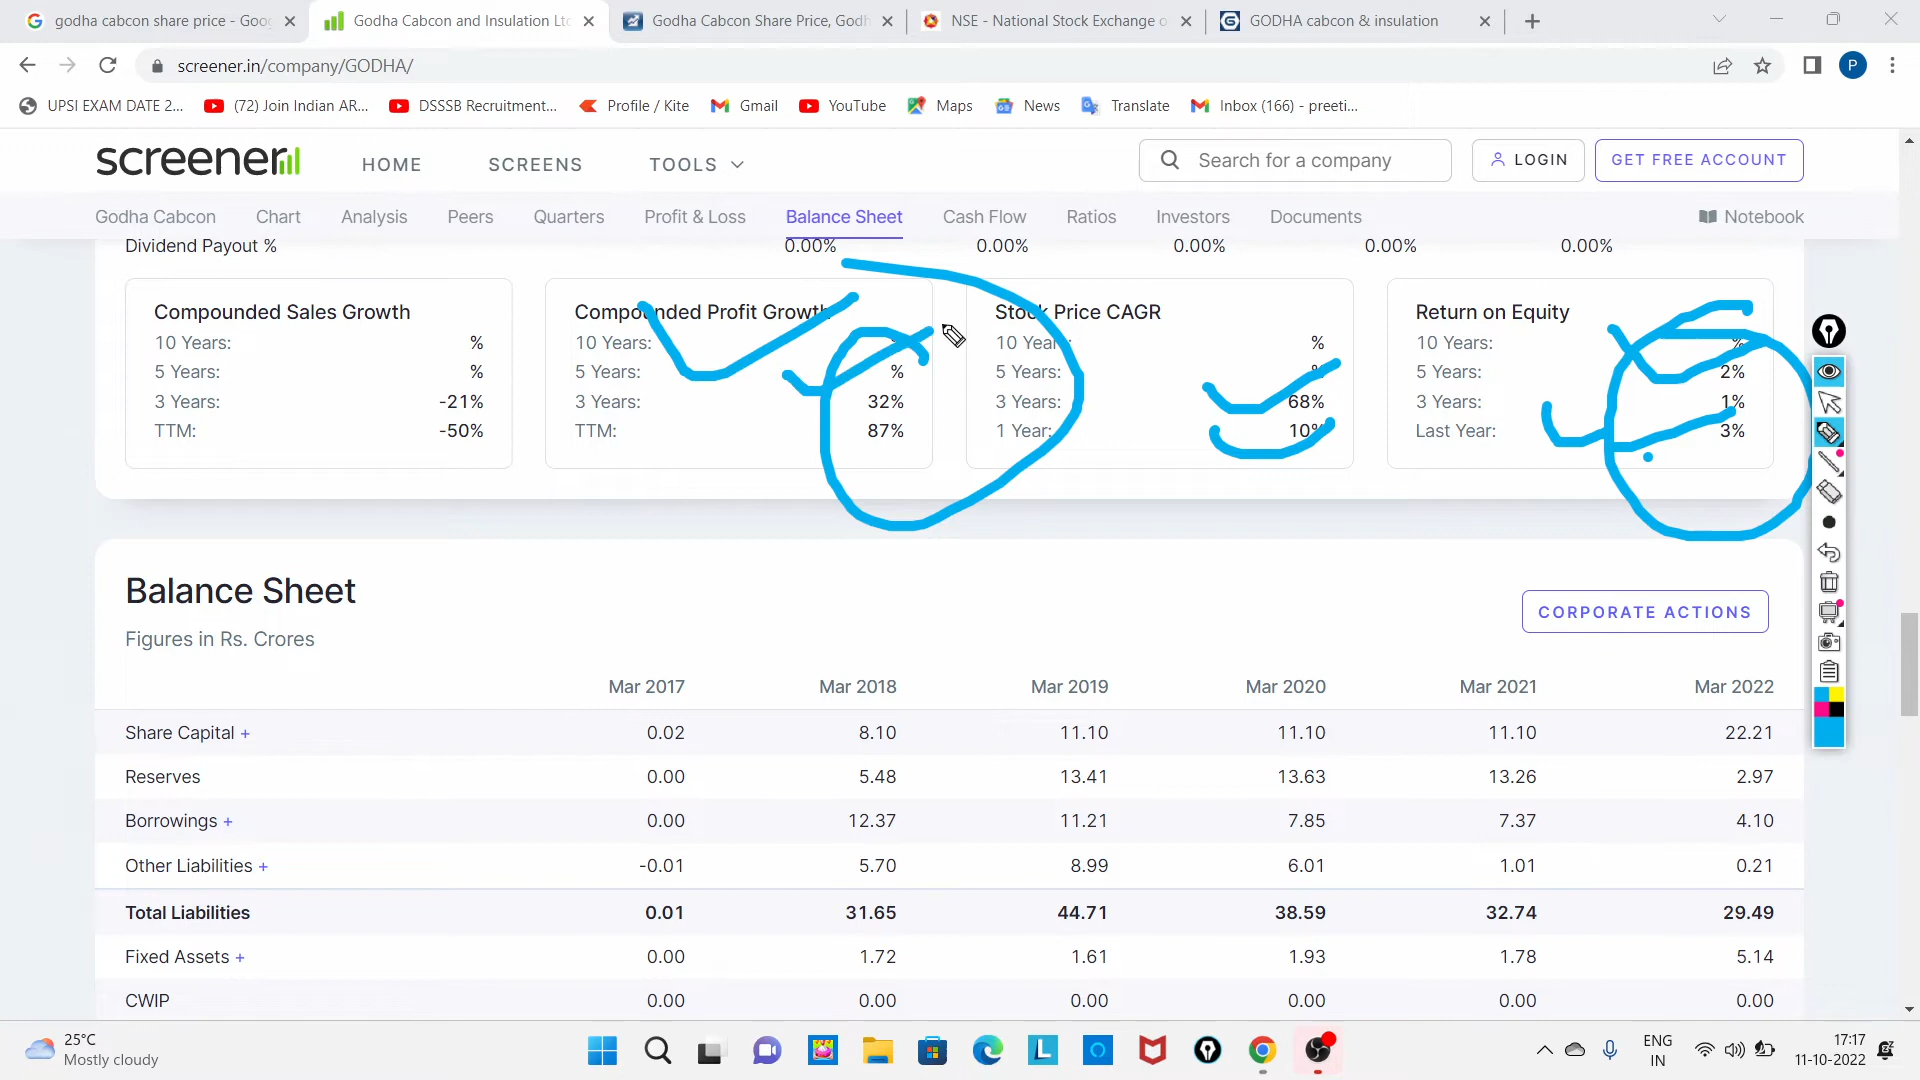 godha cabcon share price - Goog
Godha Cabcon and Insulation Ltd
Godha Cabcon Share Price, Godh
NSE - National Stock Exchange o
GODHA cabcon & insulation
screener.in/company/GODHA/
P
UPSI EXAM DATE 2...
(72) Join Indian AR...
DSSSB Recruitment...
Profile / Kite
Gmail
YouTube
Maps
News
Translate
Inbox (166) - preeti...
screener
HOME
SCREENS
TOOLS
Search for a company
LOGIN
GET FREE ACCOUNT
Godha Cabcon
Chart
Analysis
Peers
Quarters
Profit & Loss
Balance Sheet
Cash Flow
Ratios
Investors
Documents
Notebook
Dividend Payout % 0.00% 0.00% 0.00% 0.00% 0.00%
Compounded Sales Growth
10 Years: %
5 Years: %
3 Years: -21%
TTM: -50%
Compounded Profit Growth
10 Years: %
5 Years: %
3 Years: 32%
TTM: 87%
Stock Price CAGR
10 Years: %
5 Years: %
3 Years: 68%
1 Year: 10%
Return on Equity
10 Years: %
5 Years: 2%
3 Years: 1%
Last Year: 3%
Balance Sheet
Figures in Rs. Crores
CORPORATE ACTIONS
Mar 2017 Mar 2018 Mar 2019 Mar 2020 Mar 2021 Mar 2022
Share Capital + 0.02 8.10 11.10 11.10 11.10 22.21
Reserves 0.00 5.48 13.41 13.63 13.26 2.97
Borrowings + 0.00 12.37 11.21 7.85 7.37 4.10
Other Liabilities + -0.01 5.70 8.99 6.01 1.01 0.21
Total Liabilities 0.01 31.65 44.71 38.59 32.74 29.49
Fixed Assets + 0.00 1.72 1.61 1.93 1.78 5.14
CWIP 0.00 0.00 0.00 0.00 0.00 0.00
25°C
Mostly cloudy
L
ENG
IN
17:17
11-10-2022